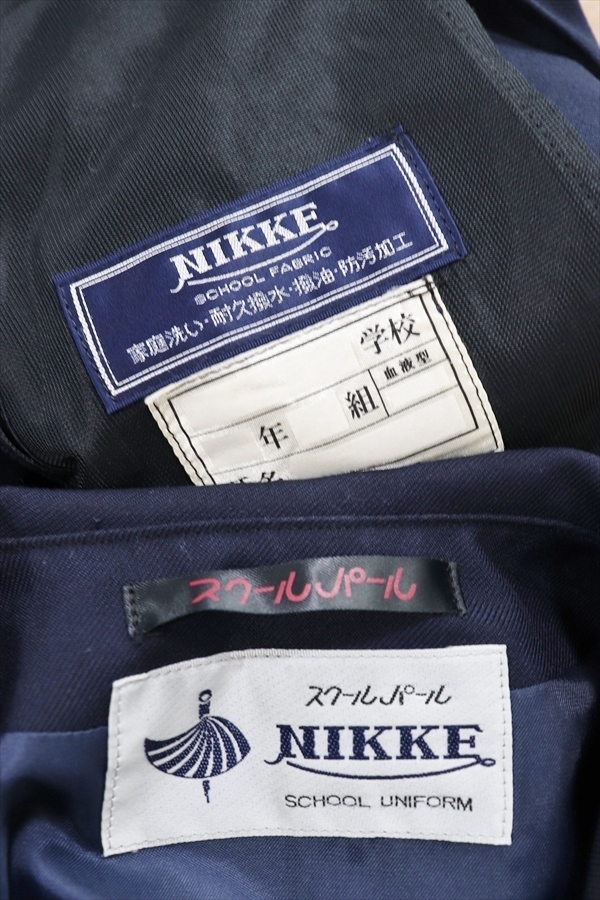 NIKKE
SCHOOL FABRIC
家庭洗い・耐久撥水・撥油・防汚加工
学校
血液型
年 組
スクールパール
スクールパール
NIKKE
SCHOOL UNIFORM